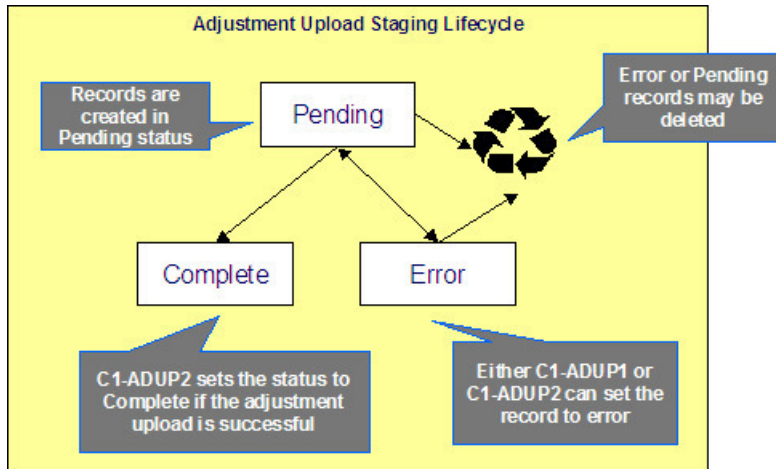 Adjustment Upload Staging Lifecycle
Records are
created in
Pending status
Pending
Error or Pending
records may be
deleted
Complete
Error
C1-ADUP2 sets the status to
Complete if the adjustment
upload is successful
Either C1-ADUP1 or
C1-ADUP2 can set the
record to error